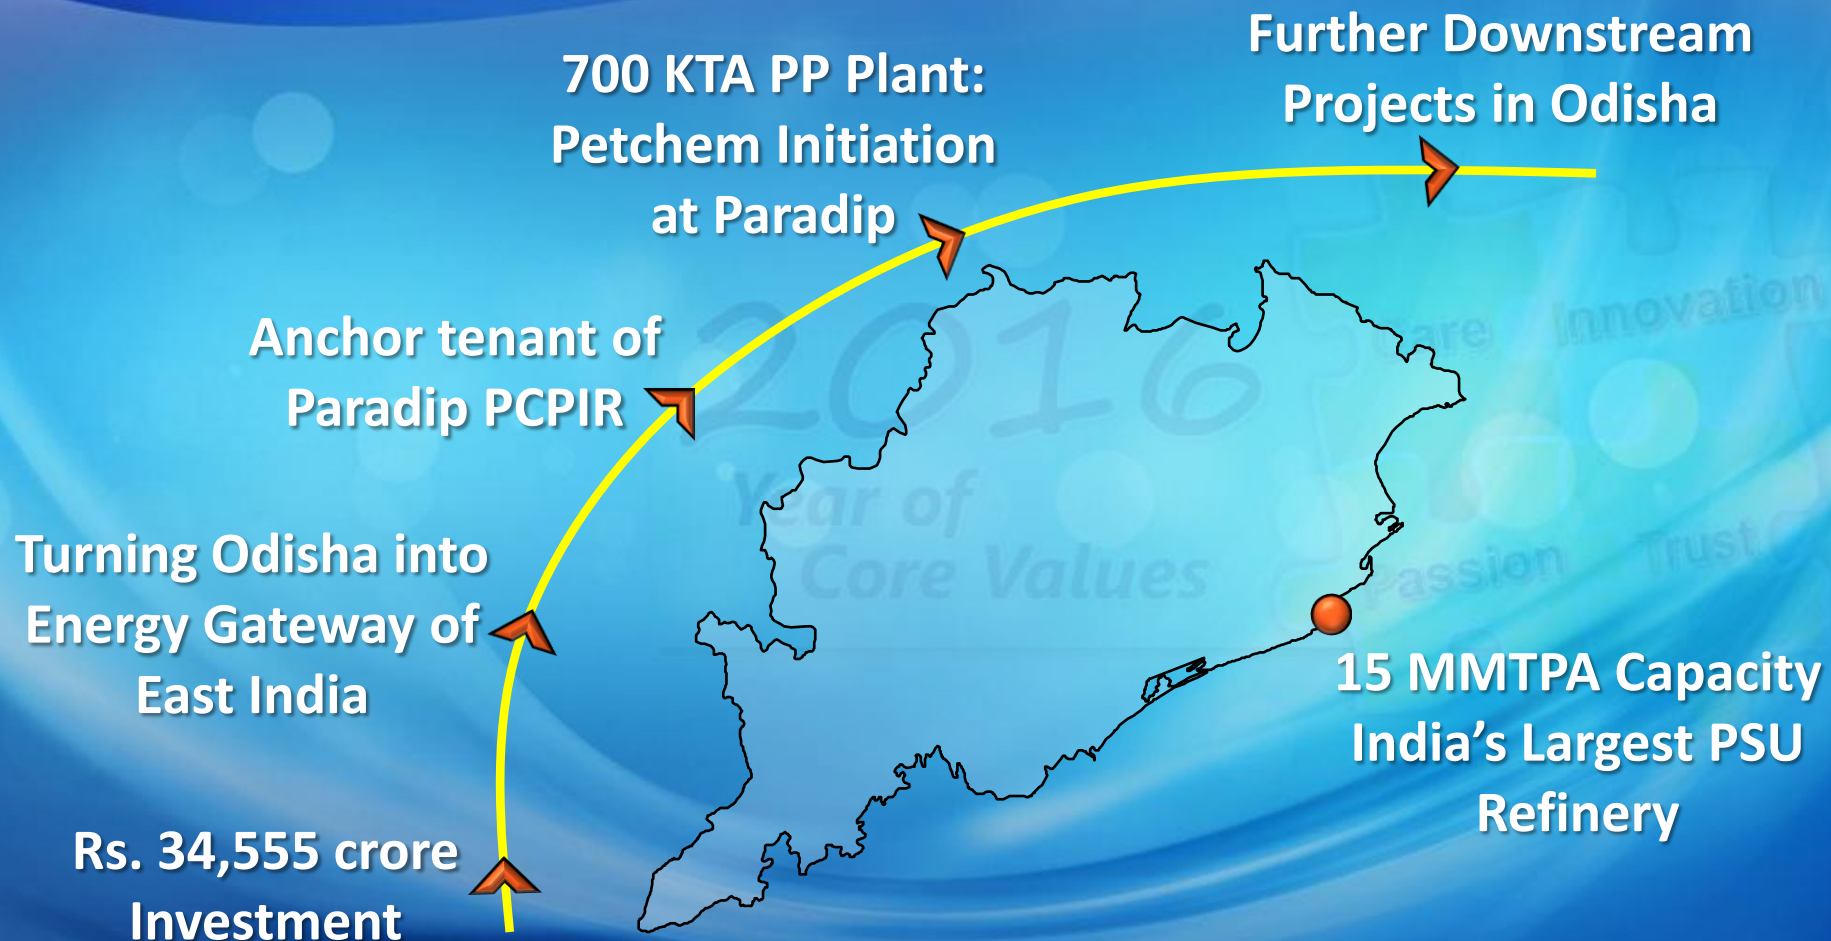 Further Downstream
Projects in Odisha
700 KTA PP Plant:
Petchem Initiation
at Paradip
Anchor tenant of
Paradip PCPIR
Turning Odisha into
Energy Gateway of
East India
Rs. 34,555 crore
Investment
15 MMTPA Capacity
India's Largest PSU
Refinery
2016
Year of
Core Values
Care Innovation
Passion Trust